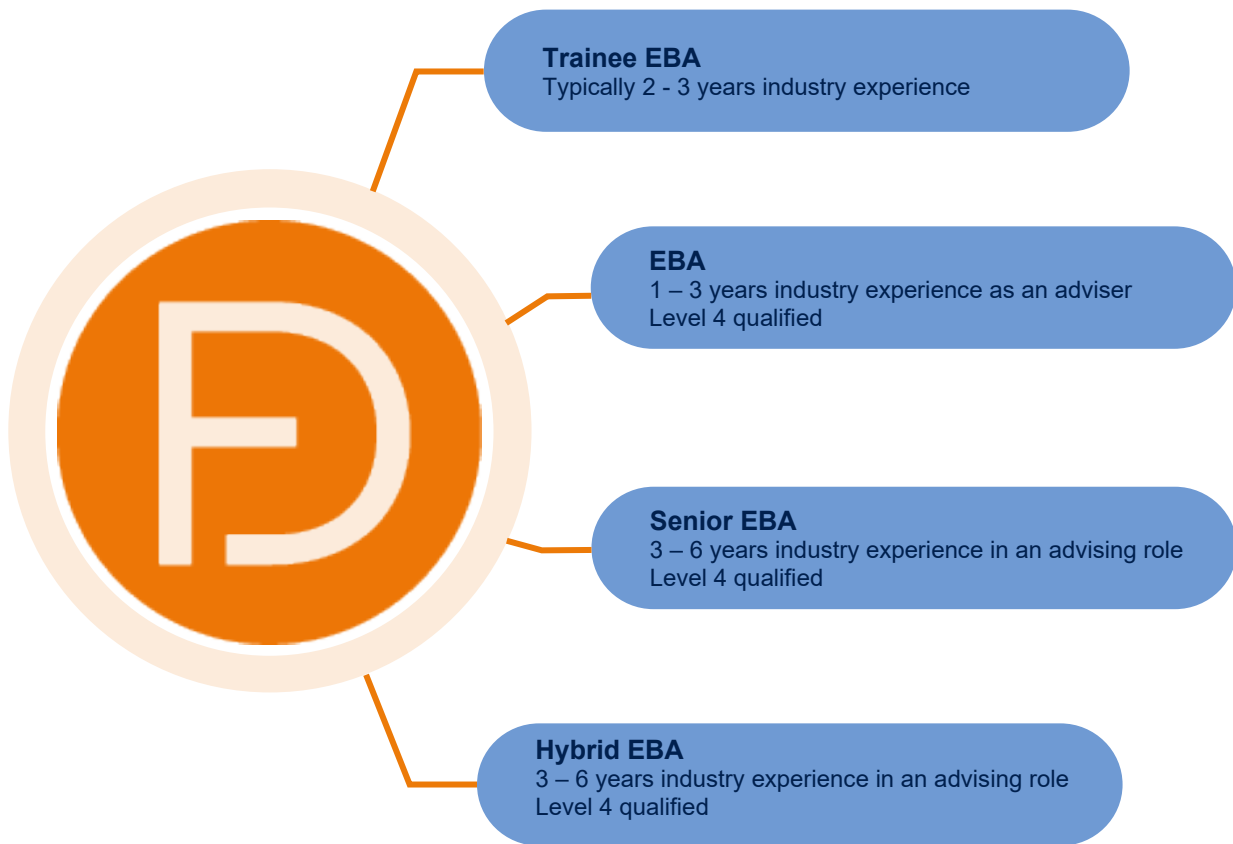 Trainee EBA
Typically 2 - 3 years industry experience
EBA
1 – 3 years industry experience as an adviser
Level 4 qualified
Senior EBA
3 – 6 years industry experience in an advising role
Level 4 qualified
Hybrid EBA
3 – 6 years industry experience in an advising role
Level 4 qualified